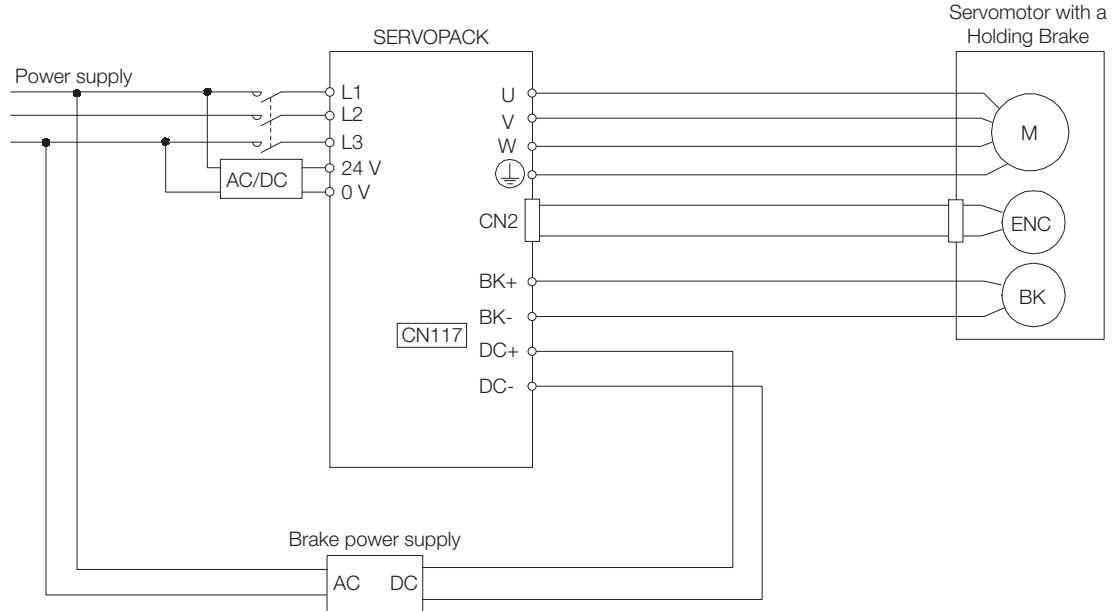 Servomotor with a
Holding Brake
SERVOPACK
Power supply
L1
L2
L3
24 V
0 V
AC/DC
U
V
W
M
CN2
ENC
BK+
BK-
BK
CN117
DC+
DC-
Brake power supply
AC DC